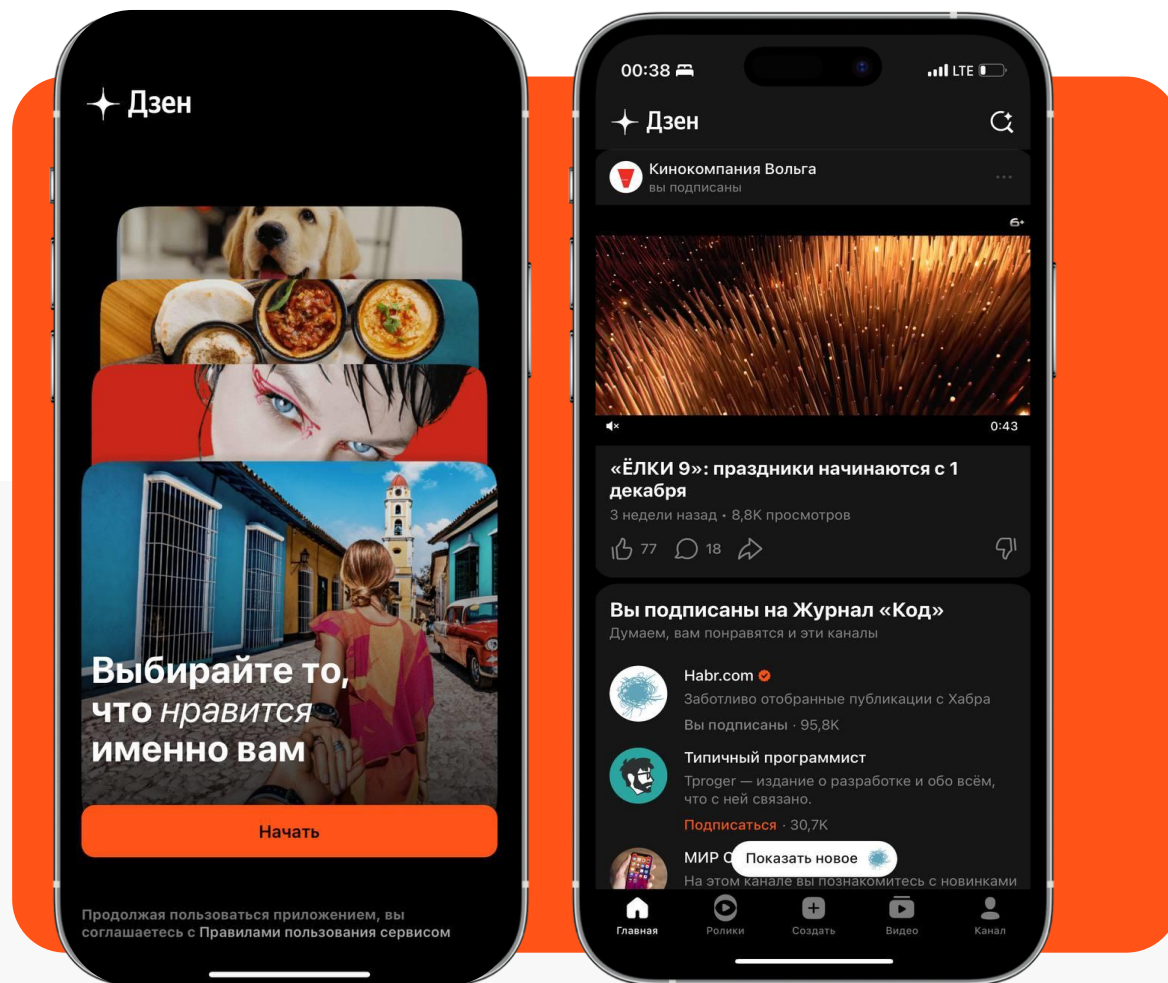 Дзен
Выбирайте то,
что нравится
именно вам
Начать
Продолжая пользоваться приложением, вы
соглашаетесь с Правилами пользования сервисом
00:38
LTE
Дзен
Кинокомпания Вольга
вы подписаны
6+
0:43
«ЁЛКИ 9»: праздники начинаются с 1
декабря
3 недели назад • 8,8K просмотров
77 18
Вы подписаны на Журнал «Код»
Думаем, вам понравятся и эти каналы
Habr.com
Заботливо отобранные публикации с Хабра
Вы подписаны · 95,8K
Типичный программист
Tproger — издание о разработке и обо всём,
что с ней связано.
Подписаться · 30,7K
МИР
Показать новое
На этом канале вы познакомитесь с новинками
Главная Ролики Создать Видео Канал